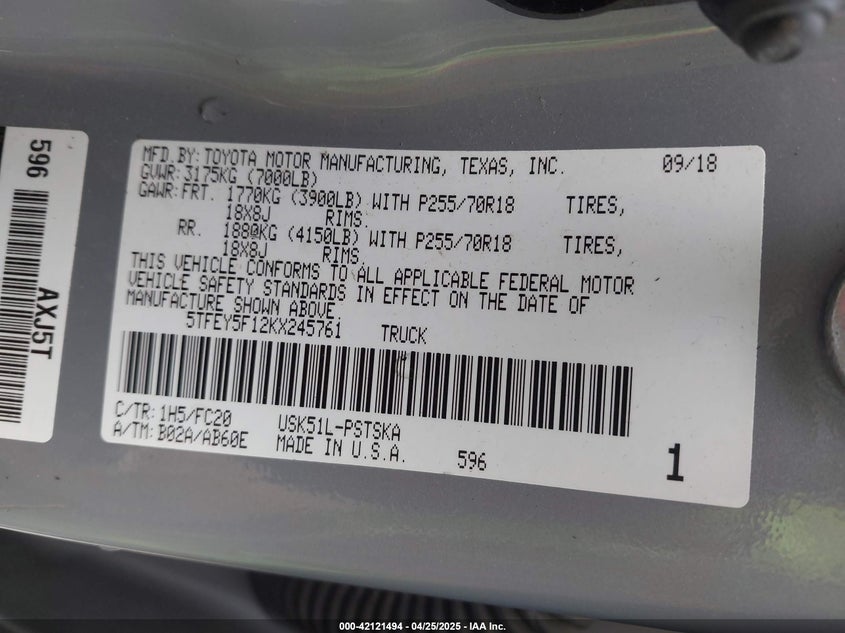 596
AXJ5T
MFD.BY:TOYOTA MOTOR MANUFACTURING, TEXAS, INC. 09/18
GVWR:3175KG (7000LB)
GAWR:FRT. 1770KG (3900LB) WITH P255/70R18 TIRES,
18X8J RIMS.
RR. 1880KG (4150LB) WITH P255/70R18 TIRES,
18X8J RIMS.
THIS VEHICLE CONFORMS TO ALL APPLICABLE FEDERAL MOTOR
VEHICLE SAFETY STANDARDS IN EFFECT ON THE DATE OF
MANUFACTURE SHOWN ABOVE.
5TFEY5F12KX245761 TRUCK
C/TR:1H5/FC20 USK51L-PSTSKA
A/TM:B02A/AB60E MADE IN U.S.A. 596 1
000-42121494 - 04/25/2025 - IAA Inc.